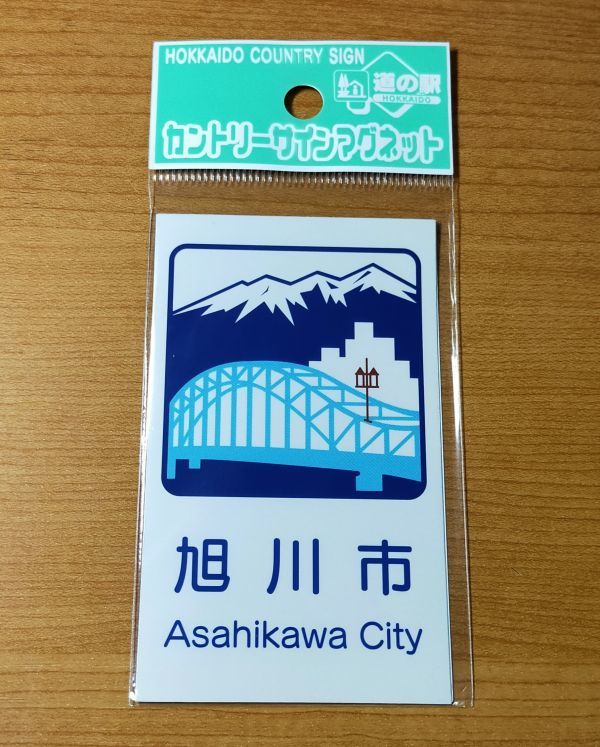 HOKKAIDO COUNTRY SIGN
道の駅
HOKKAIDO
カントリーサインマグネット
旭川市
Asahikawa City